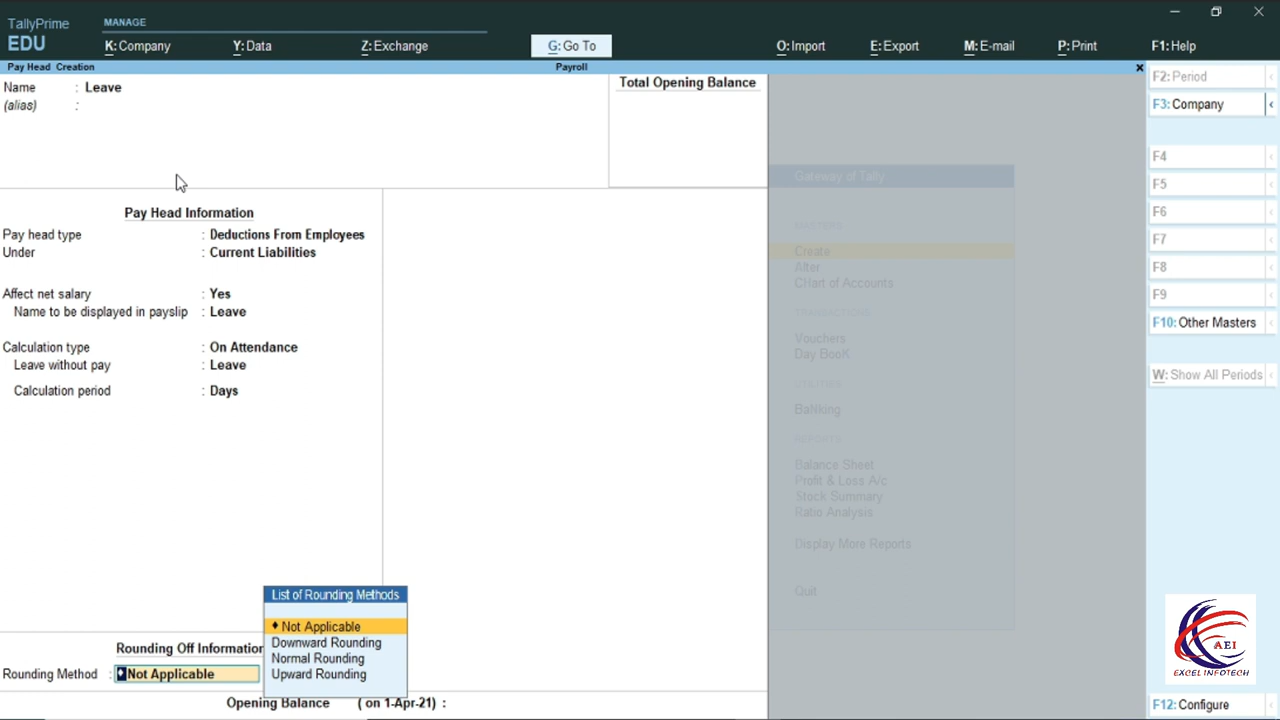 TallyPrime
EDU
MANAGE
K: Company
Y: Data
Z: Exchange
G: Go To
O: Import
E: Export
M: E-mail
P: Print
F1: Help
Pay Head Creation
Payroll
Name : Leave
(alias) :
Total Opening Balance
Pay Head Information
Pay head type : Deductions From Employees
Under : Current Liabilities
Affect net salary : Yes
Name to be displayed in payslip : Leave
Calculation type : On Attendance
Leave without pay : Leave
Calculation period : Days
Rounding Off Information
Rounding Method : ♦ Not Applicable
List of Rounding Methods
♦ Not Applicable
Downward Rounding
Normal Rounding
Upward Rounding
Opening Balance ( on 1-Apr-21) :
Gateway of Tally
MASTERS
Create
Alter
CHart of Accounts
TRANSACTIONS
Vouchers
Day BooK
UTILITIES
BaNking
REPORTS
Balance Sheet
Profit & Loss A/c
Stock Summary
Ratio Analysis
Display More Reports
Quit
F2: Period
F3: Company
F4
F5
F6
F7
F8
F9
F10: Other Masters
W: Show All Periods
F12: Configure
AEI
EXCEL INFOTECH